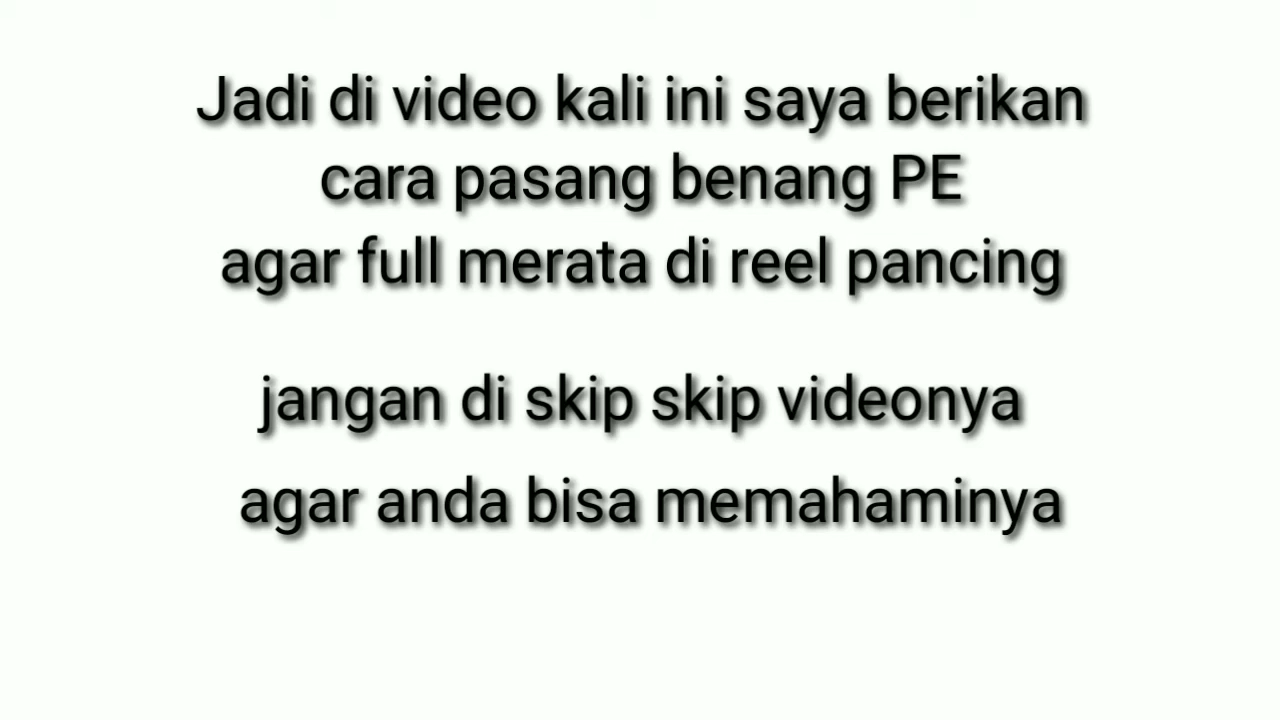 Jadi di video kali ini saya berikan
cara pasang benang PE
agar full merata di reel pancing
jangan di skip skip videonya
agar anda bisa memahaminya